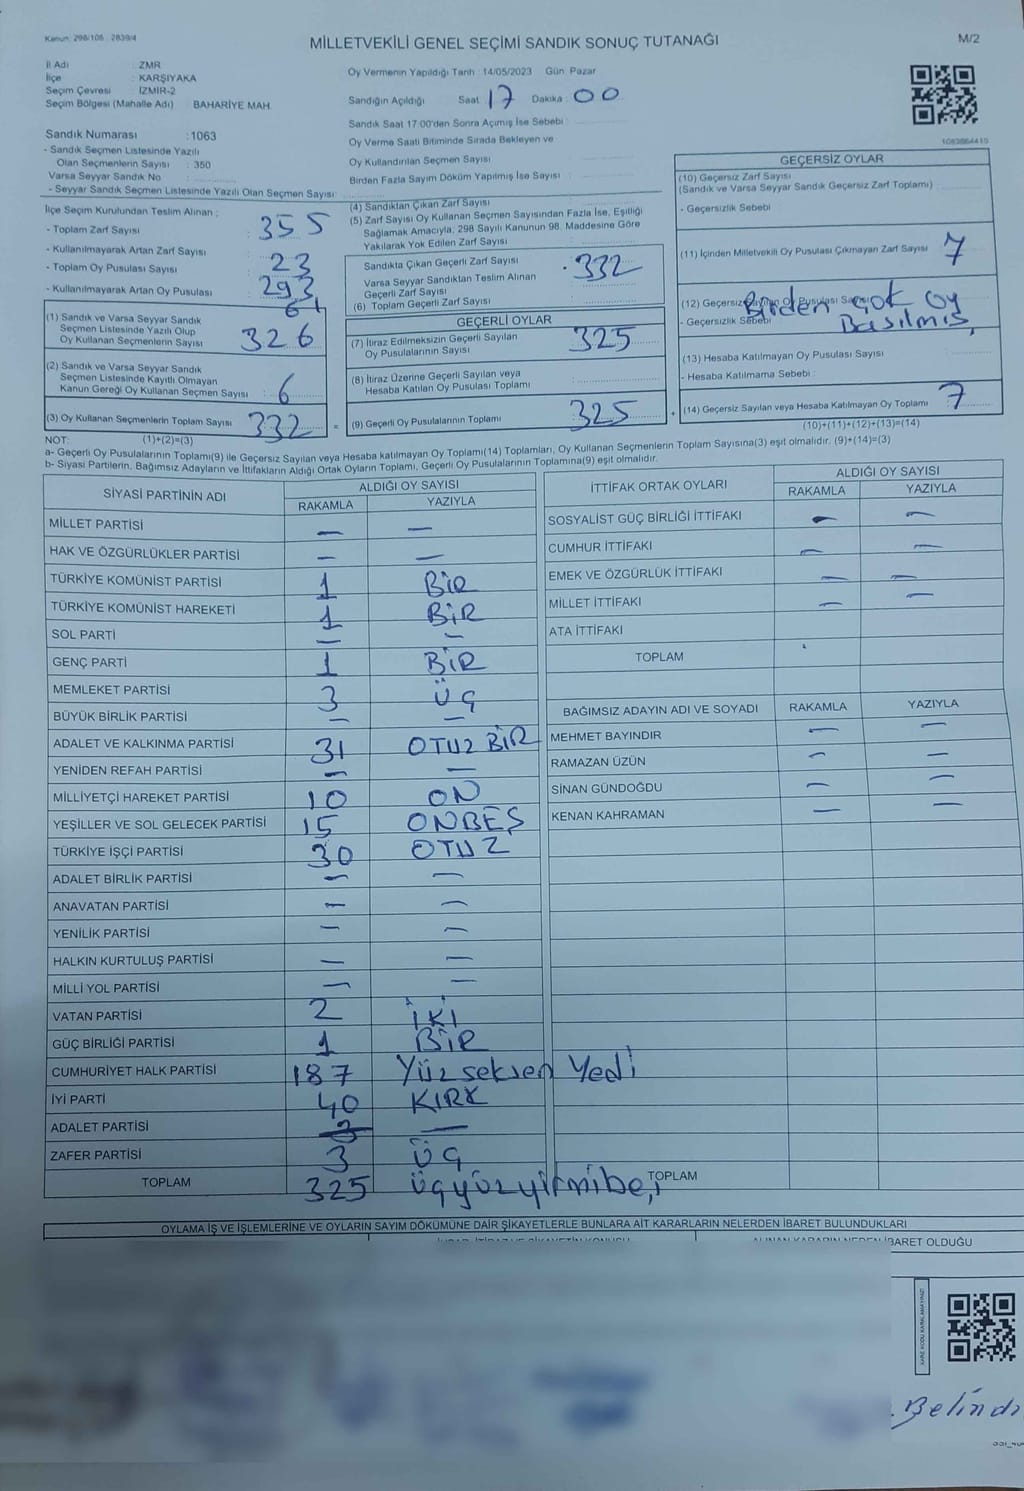 Kanun: 298/105 , 2839/4
MİLLETVEKİLİ GENEL SEÇİMİ SANDIK SONUÇ TUTANAĞI
M/2
İl Adı : İZMİR
İlçe : KARŞIYAKA
Seçim Çevresi : İZMİR-2
Seçim Bölgesi (Mahalle Adı) : BAHARİYE MAH.
Oy Vermenin Yapıldığı Tarih : 14/05/2023 Gün: Pazar
Sandığın Açıldığı Saat : 17 Dakika : 00
Sandık Saat 17:00'den Sonra Açılmış İse Sebebi :
Oy Verme Saati Bitiminde Sırada Bekleyen ve
Oy Kullandırılan Seçmen Sayısı
Birden Fazla Sayım Döküm Yapılmış İse Sayısı :
Sandık Numarası : 1063
- Sandık Seçmen Listesinde Yazılı
Olan Seçmenlerin Sayısı : 350
Varsa Seyyar Sandık No :
- Seyyar Sandık Seçmen Listesinde Yazılı Olan Seçmen Sayısı :
İlçe Seçim Kurulundan Teslim Alınan :
- Toplam Zarf Sayısı : 355
- Kullanılmayarak Artan Zarf Sayısı : 23
- Toplam Oy Pusulası Sayısı
- Kullanılmayarak Artan Oy Pusulası
(1) Sandık ve Varsa Seyyar Sandık
Seçmen Listesinde Yazılı Olup
Oy Kullanan Seçmenlerin Sayısı : 326
(2) Sandık ve Varsa Seyyar Sandık
Seçmen Listesinde Kayıtlı Olmayan
Kanun Gereği Oy Kullanan Seçmen Sayısı : 6
(3) Oy Kullanan Seçmenlerin Toplam Sayısı 332
(1)+(2)=(3)
(4) Sandıktan Çıkan Zarf Sayısı
(5) Zarf Sayısı Oy Kullanan Seçmen Sayısından Fazla İse, Eşitliği
Sağlamak Amacıyla, 298 Sayılı Kanunun 98. Maddesine Göre
Yakılarak Yok Edilen Zarf Sayısı
Sandıkta Çıkan Geçerli Zarf Sayısı 332
Varsa Seyyar Sandıktan Teslim Alınan
Geçerli Zarf Sayısı
(6) Toplam Geçerli Zarf Sayısı
GEÇERLİ OYLAR
(7) İtiraz Edilmeksizin Geçerli Sayılan
Oy Pusulalarının Sayısı 325
(8) İtiraz Üzerine Geçerli Sayılan veya
Hesaba Katılan Oy Pusulası Toplamı
= (9) Geçerli Oy Pusulalarının Toplamı 325
1083864410
GEÇERSİZ OYLAR
(10) Geçersiz Zarf Sayısı
(Sandık ve Varsa Seyyar Sandık Geçersiz Zarf Toplamı)
- Geçersizlik Sebebi
(11) İçinden Milletvekili Oy Pusulası Çıkmayan Zarf Sayısı 7
(12) Geçersiz Sayılan Oy Pusulası Sayısı
- Geçersizlik Sebebi
Birden çok oy
Basılmış
(13) Hesaba Katılmayan Oy Pusulası Sayısı
- Hesaba Katılmama Sebebi :
+ (14) Geçersiz Sayılan veya Hesaba Katılmayan Oy Toplamı 7
(10)+(11)+(12)+(13)=(14)
NOT:
a- Geçerli Oy Pusulalarının Toplamı(9) ile Geçersiz Sayılan veya Hesaba katılmayan Oy Toplamı(14) Toplamları, Oy Kullanan Seçmenlerin Toplam Sayısına(3) eşit olmalıdır. (9)+(14)=(3)
b- Siyasi Partilerin, Bağımsız Adayların ve İttifakların Aldığı Ortak Oyların Toplamı, Geçerli Oy Pusulalarının Toplamına(9) eşit olmalıdır.
SİYASİ PARTİNİN ADI
ALDIĞI OY SAYISI
RAKAMLA YAZIYLA
MİLLET PARTİSİ — —
HAK VE ÖZGÜRLÜKLER PARTİSİ — —
TÜRKİYE KOMÜNİST PARTİSİ 1 BİR
TÜRKİYE KOMÜNİST HAREKETİ 1 BİR
SOL PARTİ — —
GENÇ PARTİ 1 BİR
MEMLEKET PARTİSİ 3 ÜÇ
BÜYÜK BİRLİK PARTİSİ — —
ADALET VE KALKINMA PARTİSİ 31 OTUZ BİR
YENİDEN REFAH PARTİSİ — —
MİLLİYETÇİ HAREKET PARTİSİ 10 ON
YEŞİLLER VE SOL GELECEK PARTİSİ 15 ONBEŞ
TÜRKİYE İŞÇİ PARTİSİ 30 OTUZ
ADALET BİRLİK PARTİSİ — —
ANAVATAN PARTİSİ — —
YENİLİK PARTİSİ — —
HALKIN KURTULUŞ PARTİSİ — —
MİLLİ YOL PARTİSİ — —
VATAN PARTİSİ 2 İKİ
GÜÇ BİRLİĞİ PARTİSİ 1 BİR
CUMHURİYET HALK PARTİSİ 187 Yüz seksen Yedi
İYİ PARTİ 40 KIRK
ADALET PARTİSİ — —
ZAFER PARTİSİ 3 ÜÇ
TOPLAM 325 üçyüzyirmibeş
İTTİFAK ORTAK OYLARI
ALDIĞI OY SAYISI
RAKAMLA YAZIYLA
SOSYALİST GÜÇ BİRLİĞİ İTTİFAKI — —
CUMHUR İTTİFAKI — —
EMEK VE ÖZGÜRLÜK İTTİFAKI — —
MİLLET İTTİFAKI — —
ATA İTTİFAKI
TOPLAM
BAĞIMSIZ ADAYIN ADI VE SOYADI RAKAMLA YAZIYLA
MEHMET BAYINDIR — —
RAMAZAN ÜZÜN — —
SİNAN GÜNDOĞDU — —
KENAN KAHRAMAN — —
TOPLAM
OYLAMA İŞ VE İŞLEMLERİNE VE OYLARIN SAYIM DÖKÜMÜNE DAİR ŞİKAYETLERLE BUNLARA AİT KARARLARIN NELERDEN İBARET BULUNDUKLARI
ALINAN KARARIN NEDEN İBARET OLDUĞU
KARE KODU KARALAMAYINIZ!